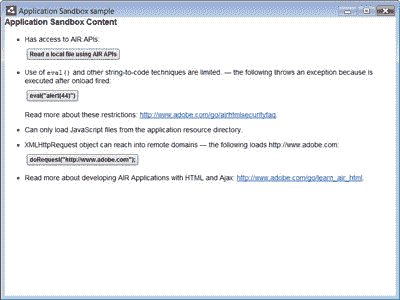 Application Sandbox sample
Application Sandbox Content
Has access to AIR APIs:
Read a local file using AIR APIs
Use of eval() and other string-to-code techniques are limited. — the following throws an exception because is
executed after onload fired:
eval("alert(44)")
Read more about these restrictions: http://www.adobe.com/go/airhtmlsecurityfaq.
Can only load JavaScript files from the application resource directory.
XMLHttpRequest object can reach into remote domains — the following loads http://www.adobe.com:
doRequest("http://www.adobe.com");
Read more about developing AIR Applications with HTML and Ajax: http://www.adobe.com/go/learn_air_html.